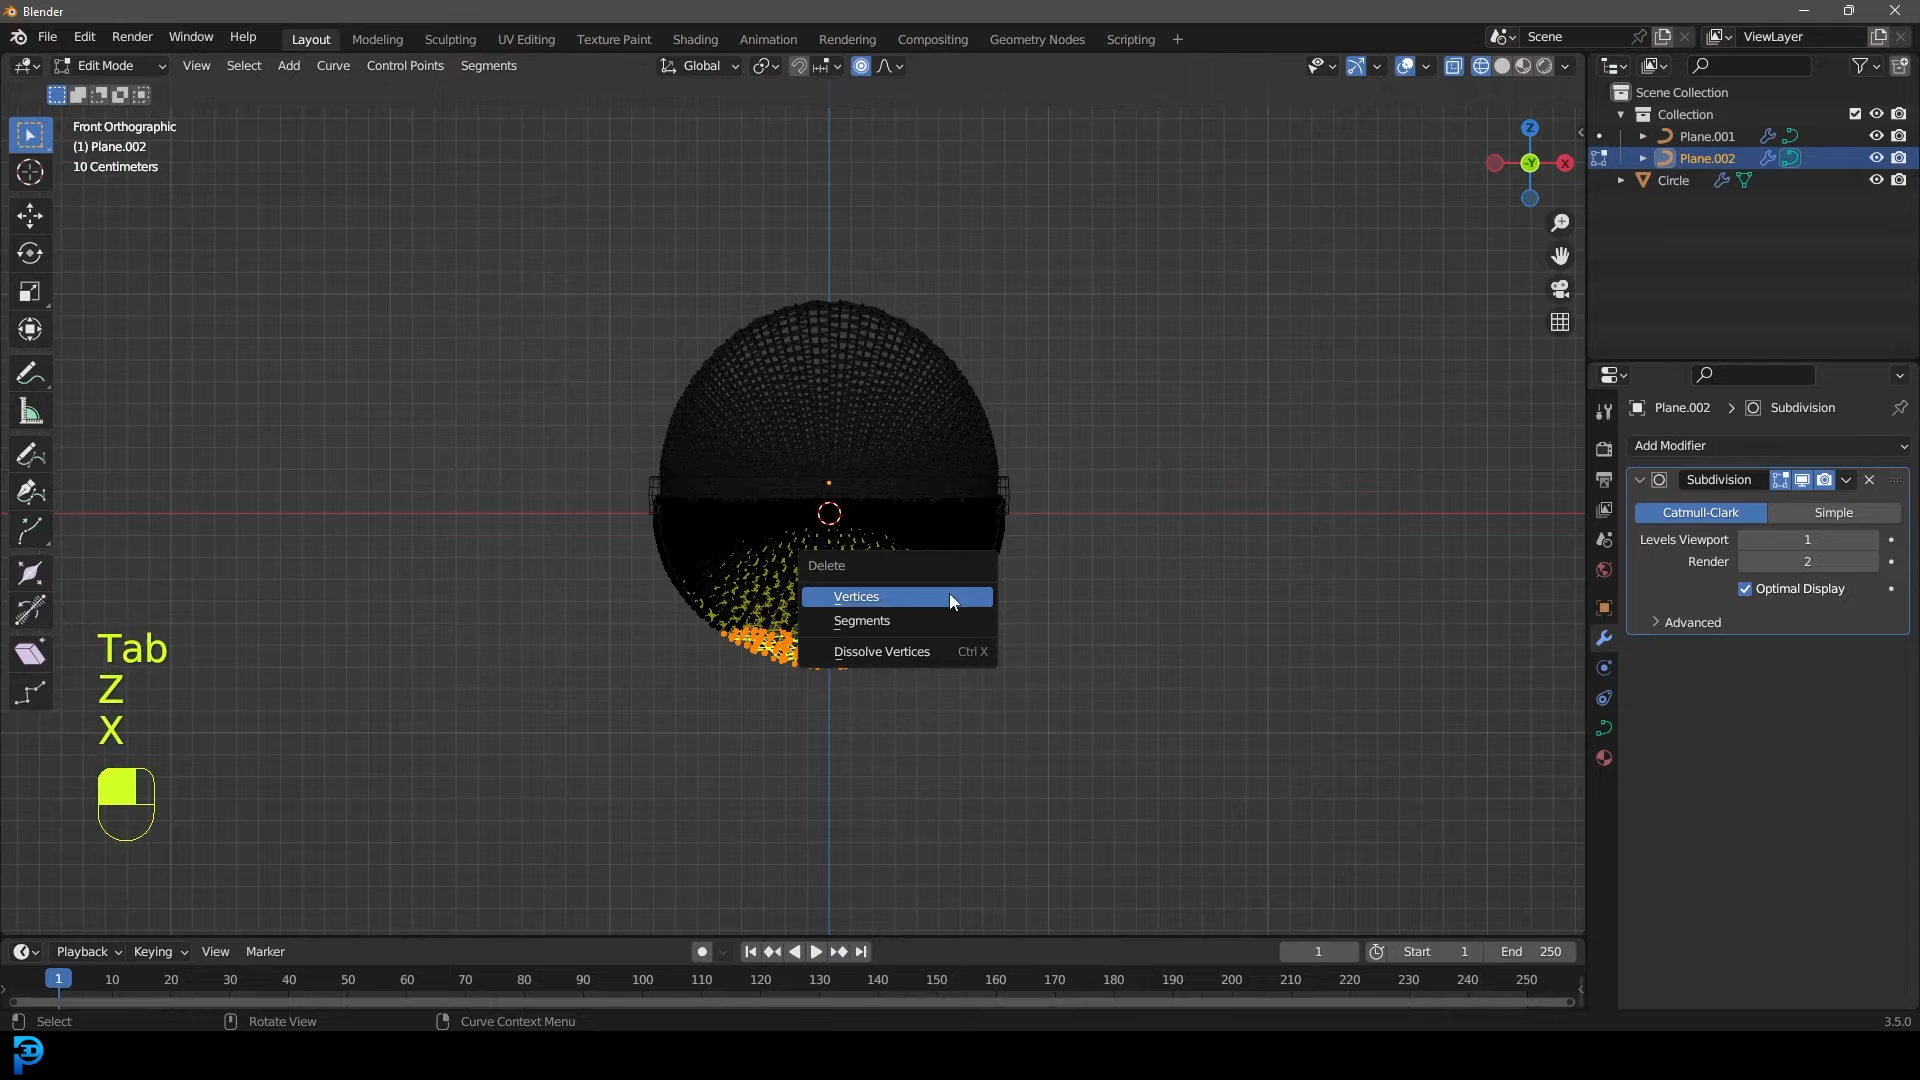 Blender
File Edit Render Window Help Layout Modeling Sculpting UV Editing Texture Paint Shading Animation Rendering Compositing Geometry Nodes Scripting + Scene ViewLayer
Edit Mode View Select Add Curve Control Points Segments Global
Front Orthographic
(1) Plane.002
10 Centimeters
Z
X
-Y
Scene Collection
Collection
Plane.001
Plane.002
Circle
Plane.002 > Subdivision
Add Modifier
Subdivision
Catmull-Clark Simple
Levels Viewport 1
Render 2
Optimal Display
Advanced
Delete
Vertices
Segments
Dissolve Vertices Ctrl X
Tab
Z
X
Playback Keying View Marker 1 Start 1 End 250
1 10 20 30 40 50 60 70 80 90 100 110 120 130 140 150 160 170 180 190 200 210 220 230 240 250
Select Rotate View Curve Context Menu 3.5.0
3D